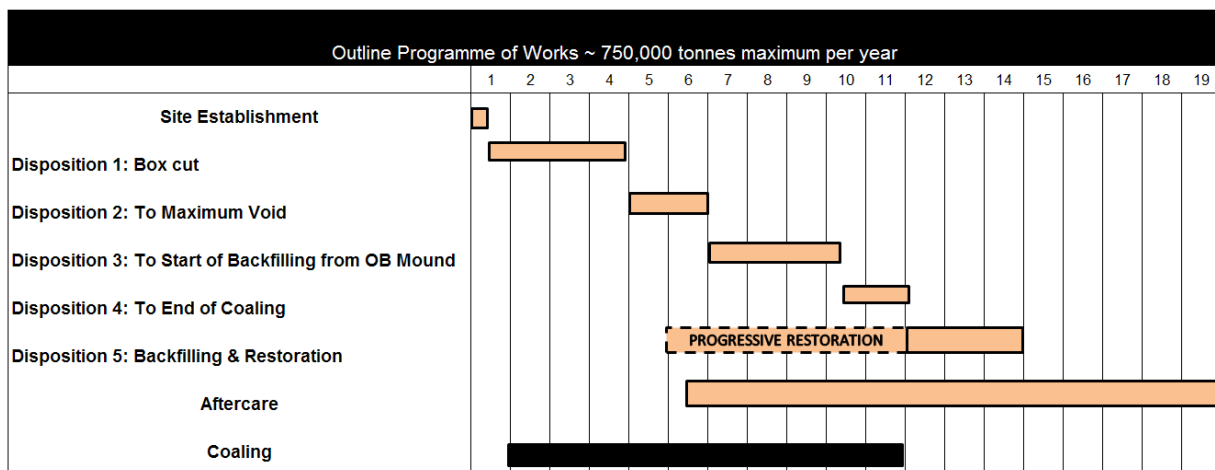 Outline Programme of Works ~ 750,000 tonnes maximum per year
1 2 3 4 5 6 7 8 9 10 11 12 13 14 15 16 17 18 19
Site Establishment
Disposition 1: Box cut
Disposition 2: To Maximum Void
Disposition 3: To Start of Backfilling from OB Mound
Disposition 4: To End of Coaling
PROGRESSIVE RESTORATION
Disposition 5: Backfilling & Restoration
Aftercare
Coaling